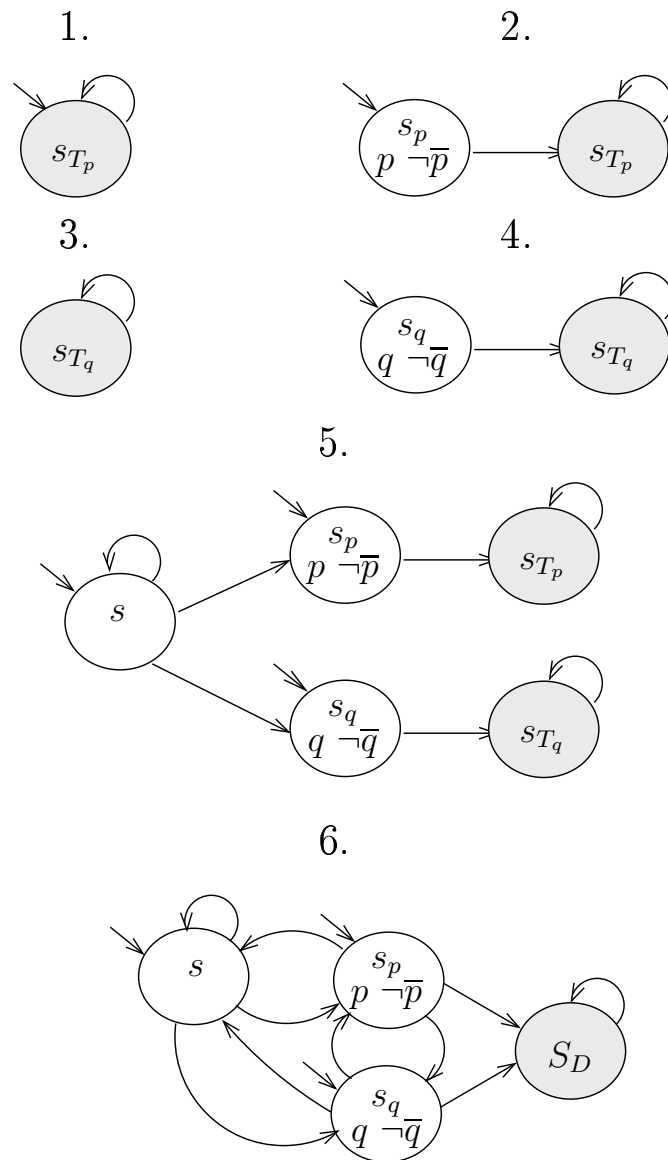 1. 2.
s_{T_p}
s_p
p ¬p̅
s_{T_p}
3. 4.
s_{T_q}
s_q
q ¬q̅
s_{T_q}
5.
s
s_p
p ¬p̅
s_{T_p}
s_q
q ¬q̅
s_{T_q}
6.
s
s_p
p ¬p̅
S_D
s_q
q ¬q̅